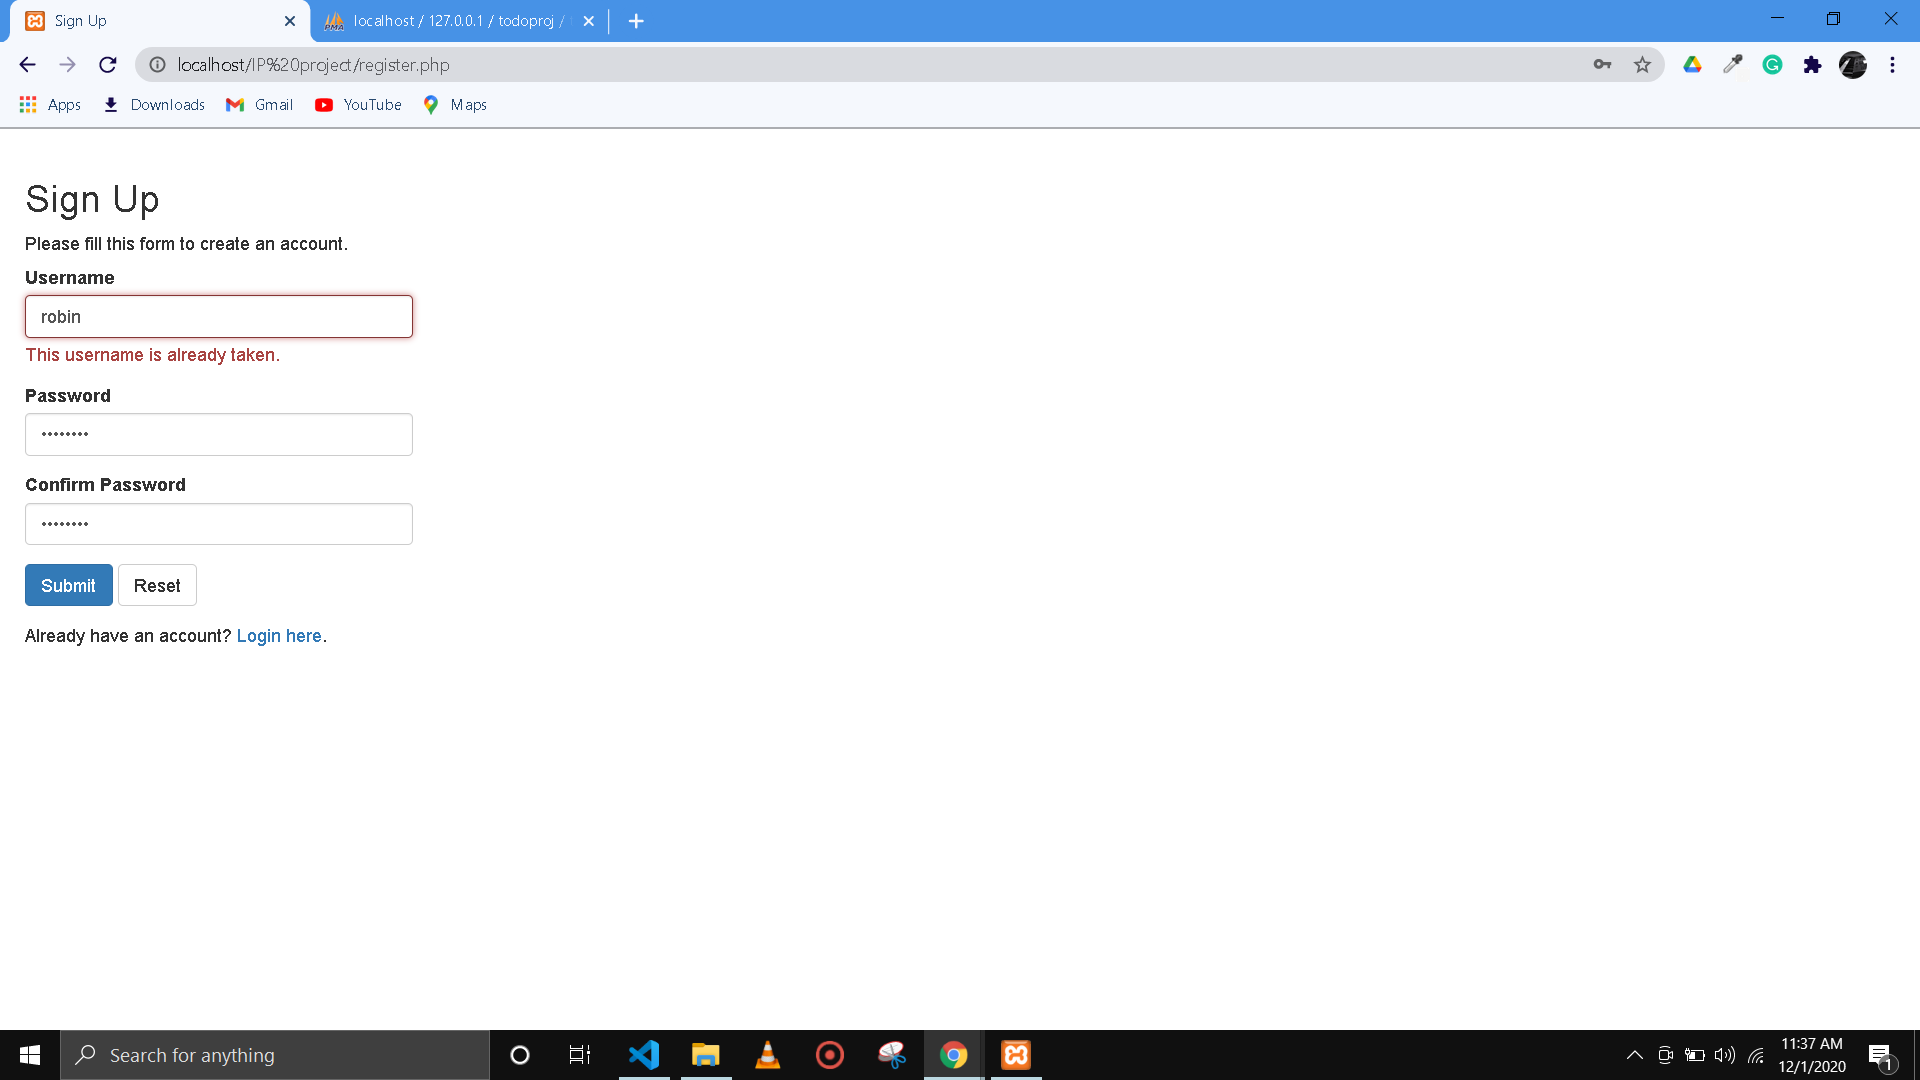 Sign Up
localhost / 127.0.0.1 / todoproj /
localhost/IP%20project/register.php
Apps
Downloads
Gmail
YouTube
Maps
Sign Up
Please fill this form to create an account.
Username
robin
This username is already taken.
Password
••••••••
Confirm Password
••••••••
Submit
Reset
Already have an account? Login here.
Search for anything
11:37 AM
12/1/2020
1